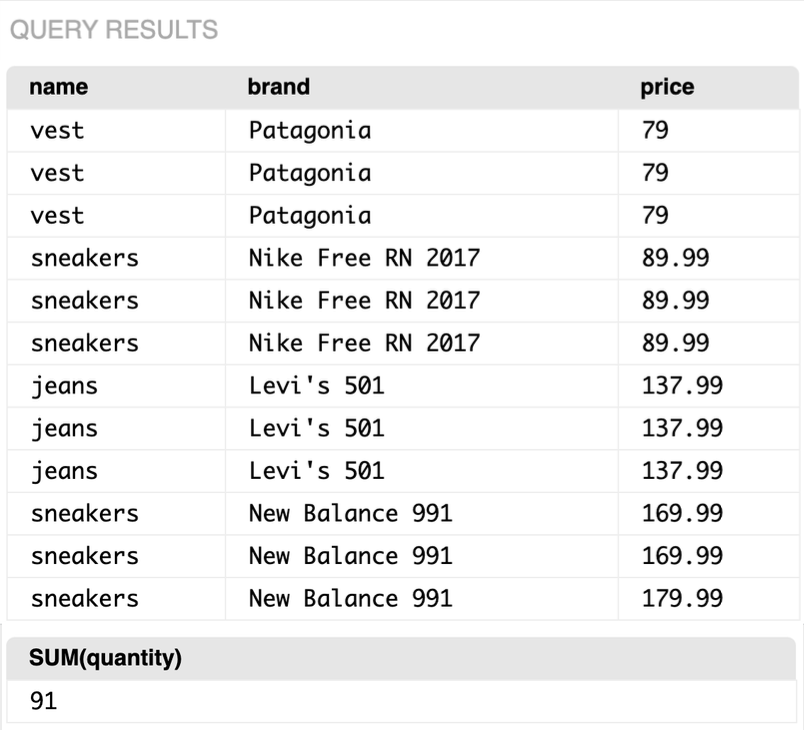 QUERY RESULTS
name brand price
vest Patagonia 79
vest Patagonia 79
vest Patagonia 79
sneakers Nike Free RN 2017 89.99
sneakers Nike Free RN 2017 89.99
sneakers Nike Free RN 2017 89.99
jeans Levi's 501 137.99
jeans Levi's 501 137.99
jeans Levi's 501 137.99
sneakers New Balance 991 169.99
sneakers New Balance 991 169.99
sneakers New Balance 991 179.99
SUM(quantity)
91